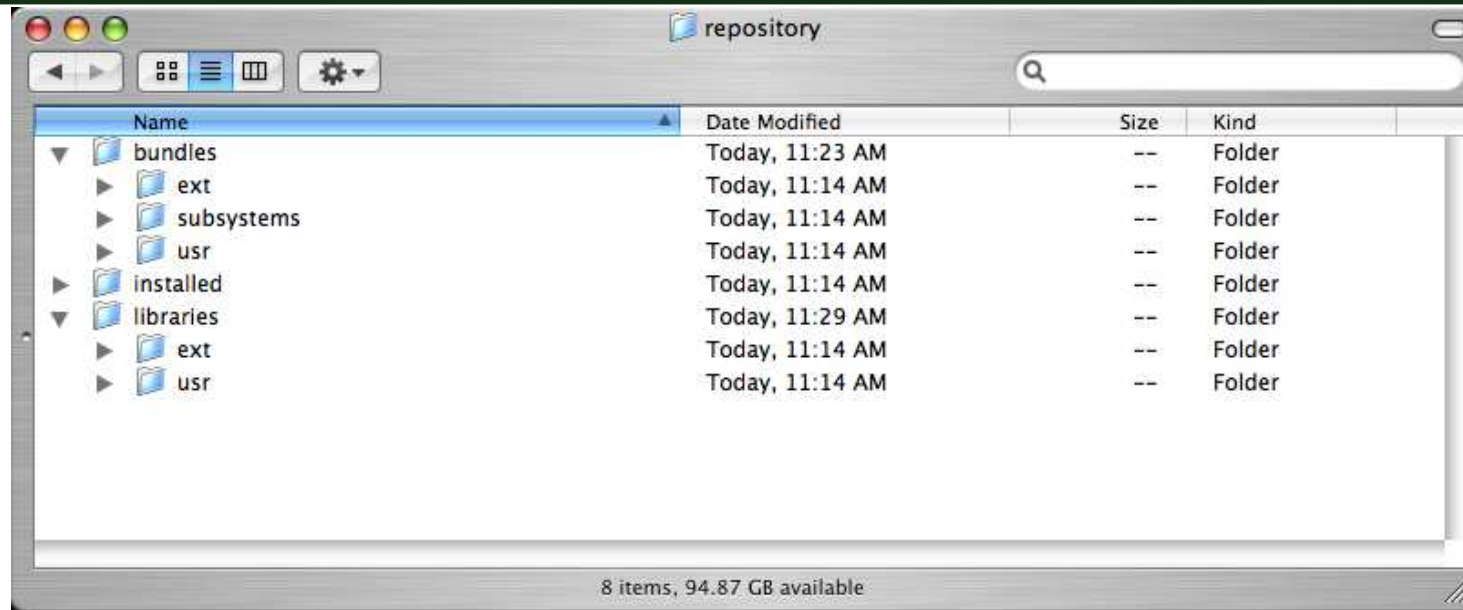 repository
Name Date Modified Size Kind
bundles Today, 11:23 AM -- Folder
ext Today, 11:14 AM -- Folder
subsystems Today, 11:14 AM -- Folder
usr Today, 11:14 AM -- Folder
installed Today, 11:14 AM -- Folder
libraries Today, 11:29 AM -- Folder
ext Today, 11:14 AM -- Folder
usr Today, 11:14 AM -- Folder
8 items, 94.87 GB available